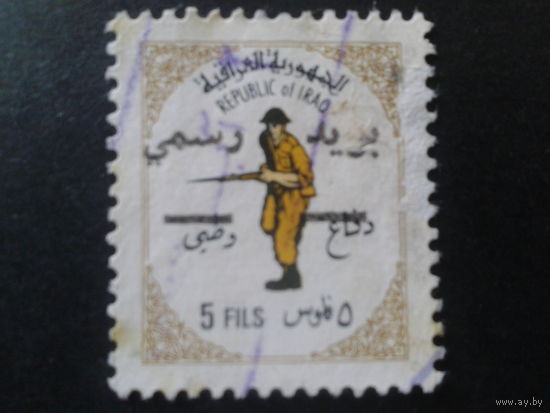 الجمهورية العراقية
REPUBLIC of IRAQ
بريد رسمي
دفاع وطني
5 FILS ٥ فلوس
www.ay.by